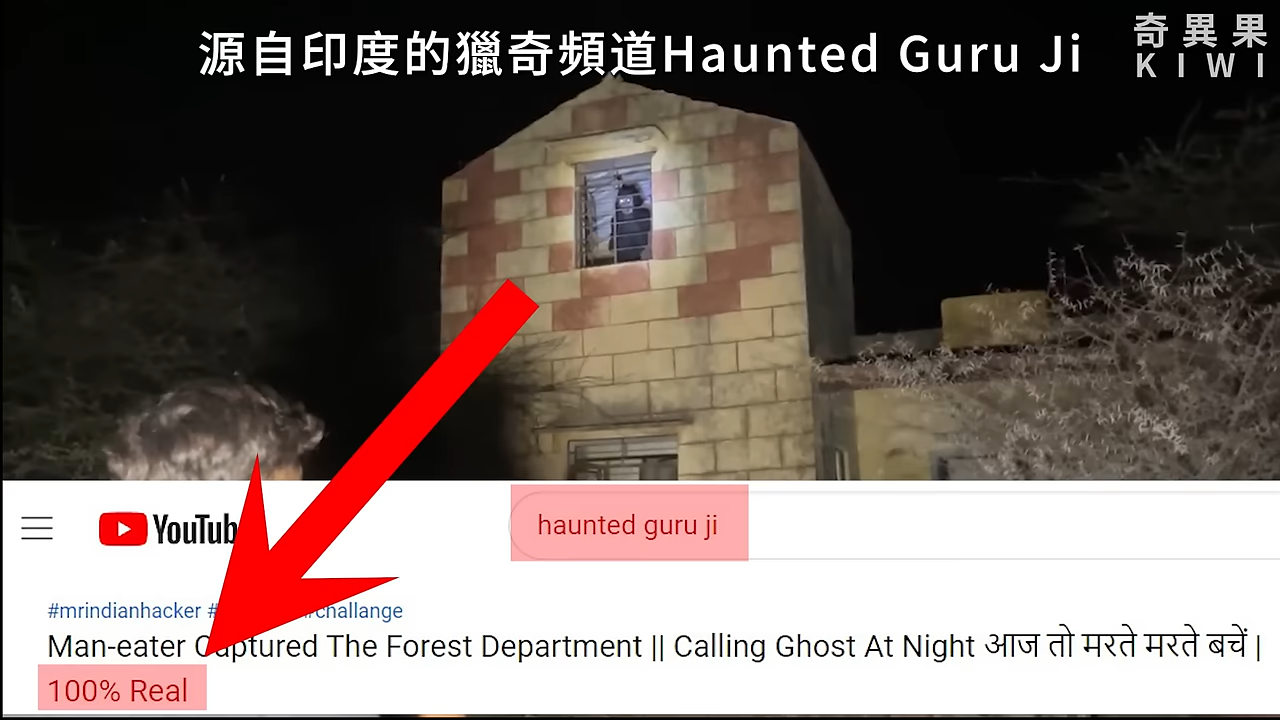 源自印度的獵奇頻道Haunted Guru Ji
奇異果
KIWI
YouTub
haunted guru ji
#mrindianhacker # /challange
Man-eater Captured The Forest Department || Calling Ghost At Night आज तो मरते मरते बचें |
100% Real